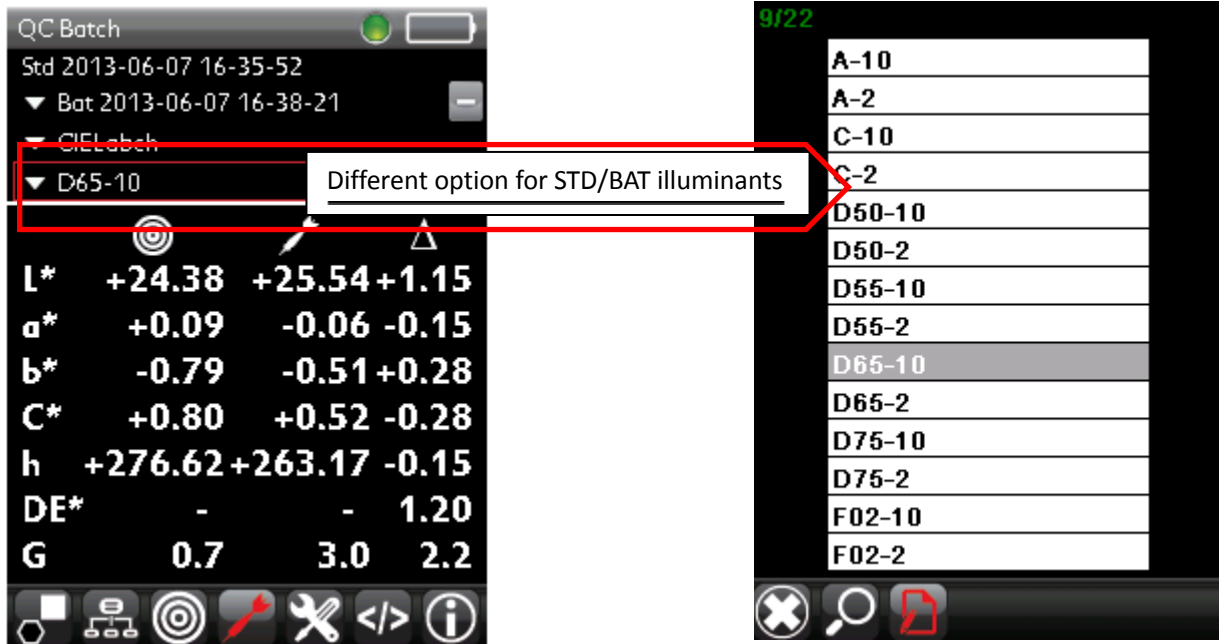 QC Batch
Std 2013-06-07 16-35-52
Bat 2013-06-07 16-38-21
CIELabch
D65-10
L* +24.38 +25.54 +1.15
a* +0.09 -0.06 -0.15
b* -0.79 -0.51 +0.28
C* +0.80 +0.52 -0.28
h +276.62 +263.17 -0.15
DE* - - 1.20
G 0.7 3.0 2.2
Different option for STD/BAT illuminants
9/22
A-10
A-2
C-10
C-2
D50-10
D50-2
D55-10
D55-2
D65-10
D65-2
D75-10
D75-2
F02-10
F02-2